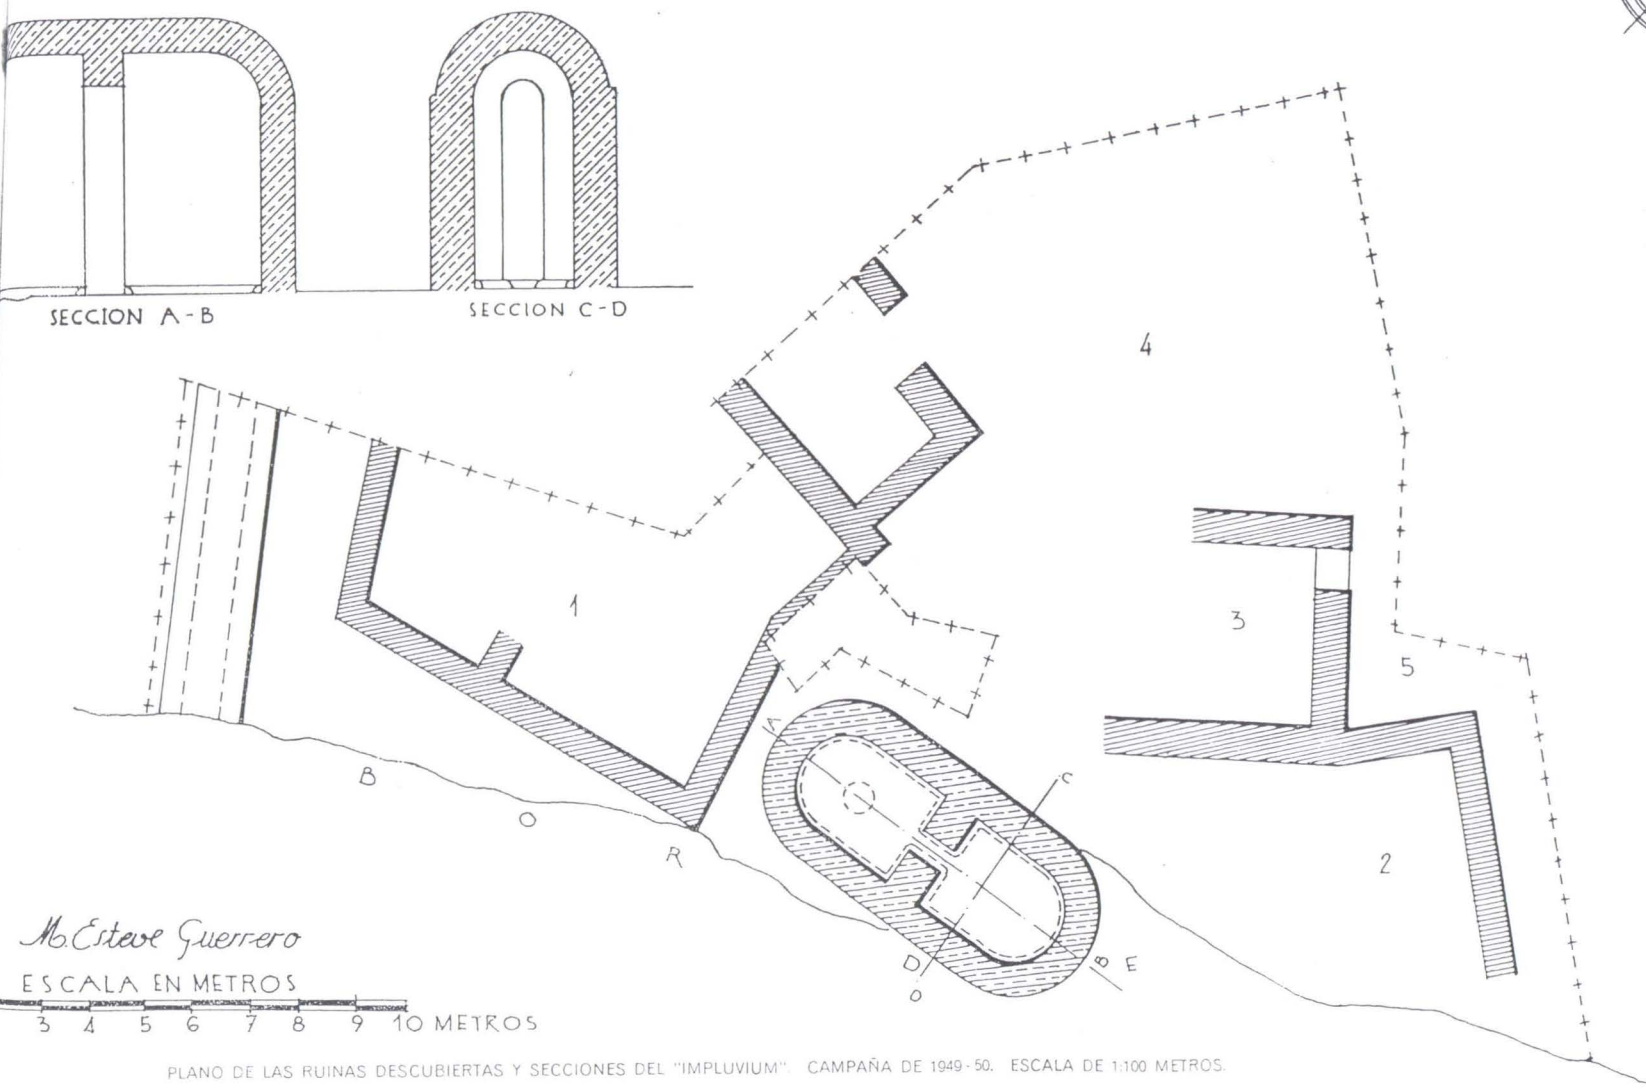 SECCION A-B
SECCION C-D
4
1
3
5
A
B
C
O
R
2
D
B
E
O
M. Esteve Guerrero
ESCALA EN METROS
3 4 5 6 7 8 9 10 METROS
PLANO DE LAS RUINAS DESCUBIERTAS Y SECCIONES DEL "IMPLUVIUM". CAMPAÑA DE 1949-50. ESCALA DE 1:100 METROS.